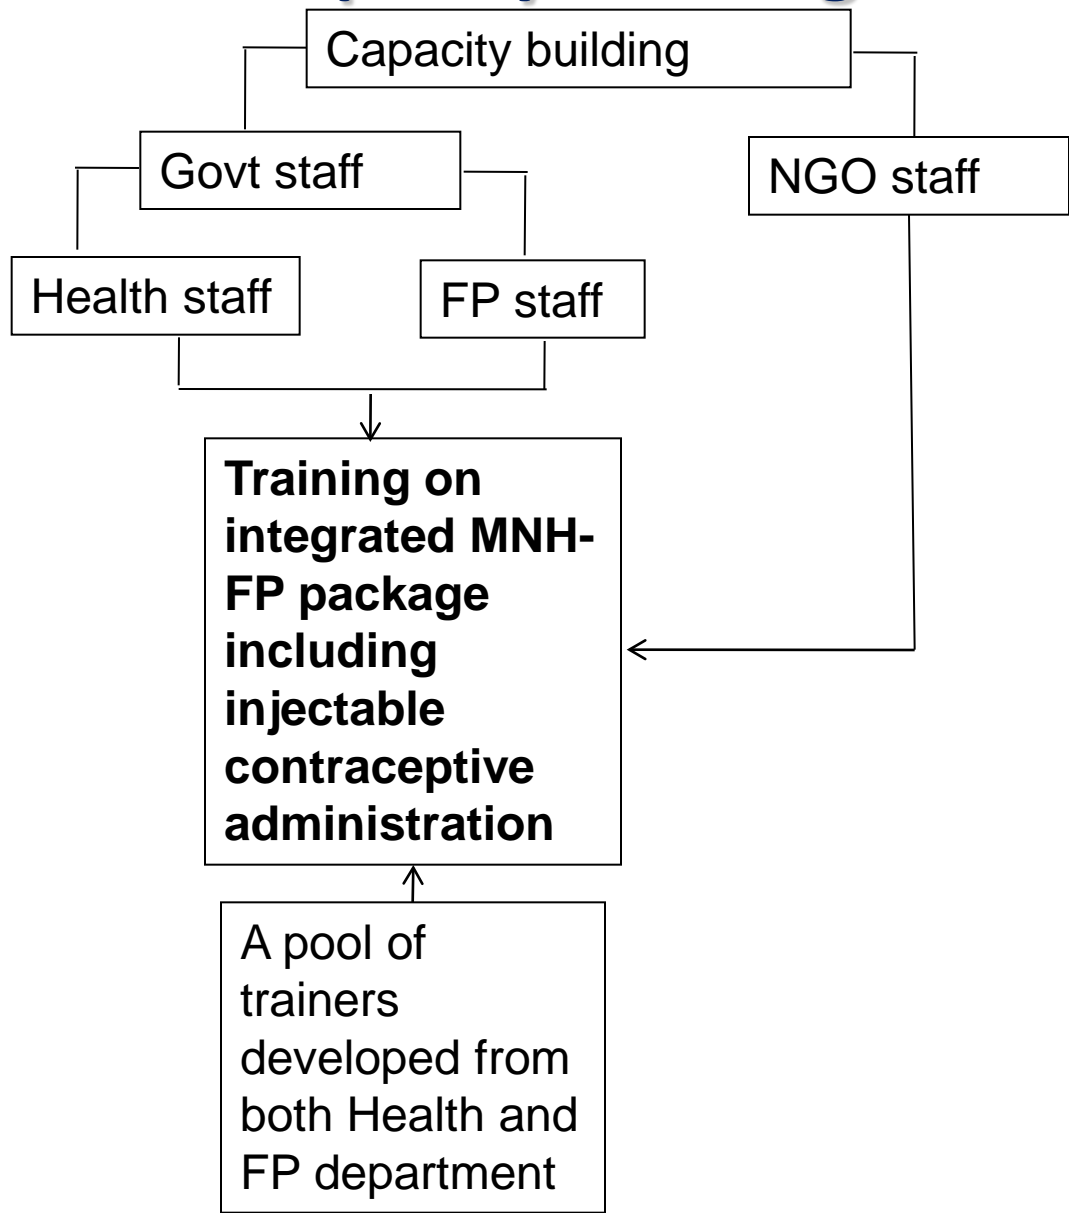 Capacity building
Govt staff
NGO staff
Health staff
FP staff
Training on
integrated MNH-
FP package
including
injectable
contraceptive
administration
A pool of
trainers
developed from
both Health and
FP department